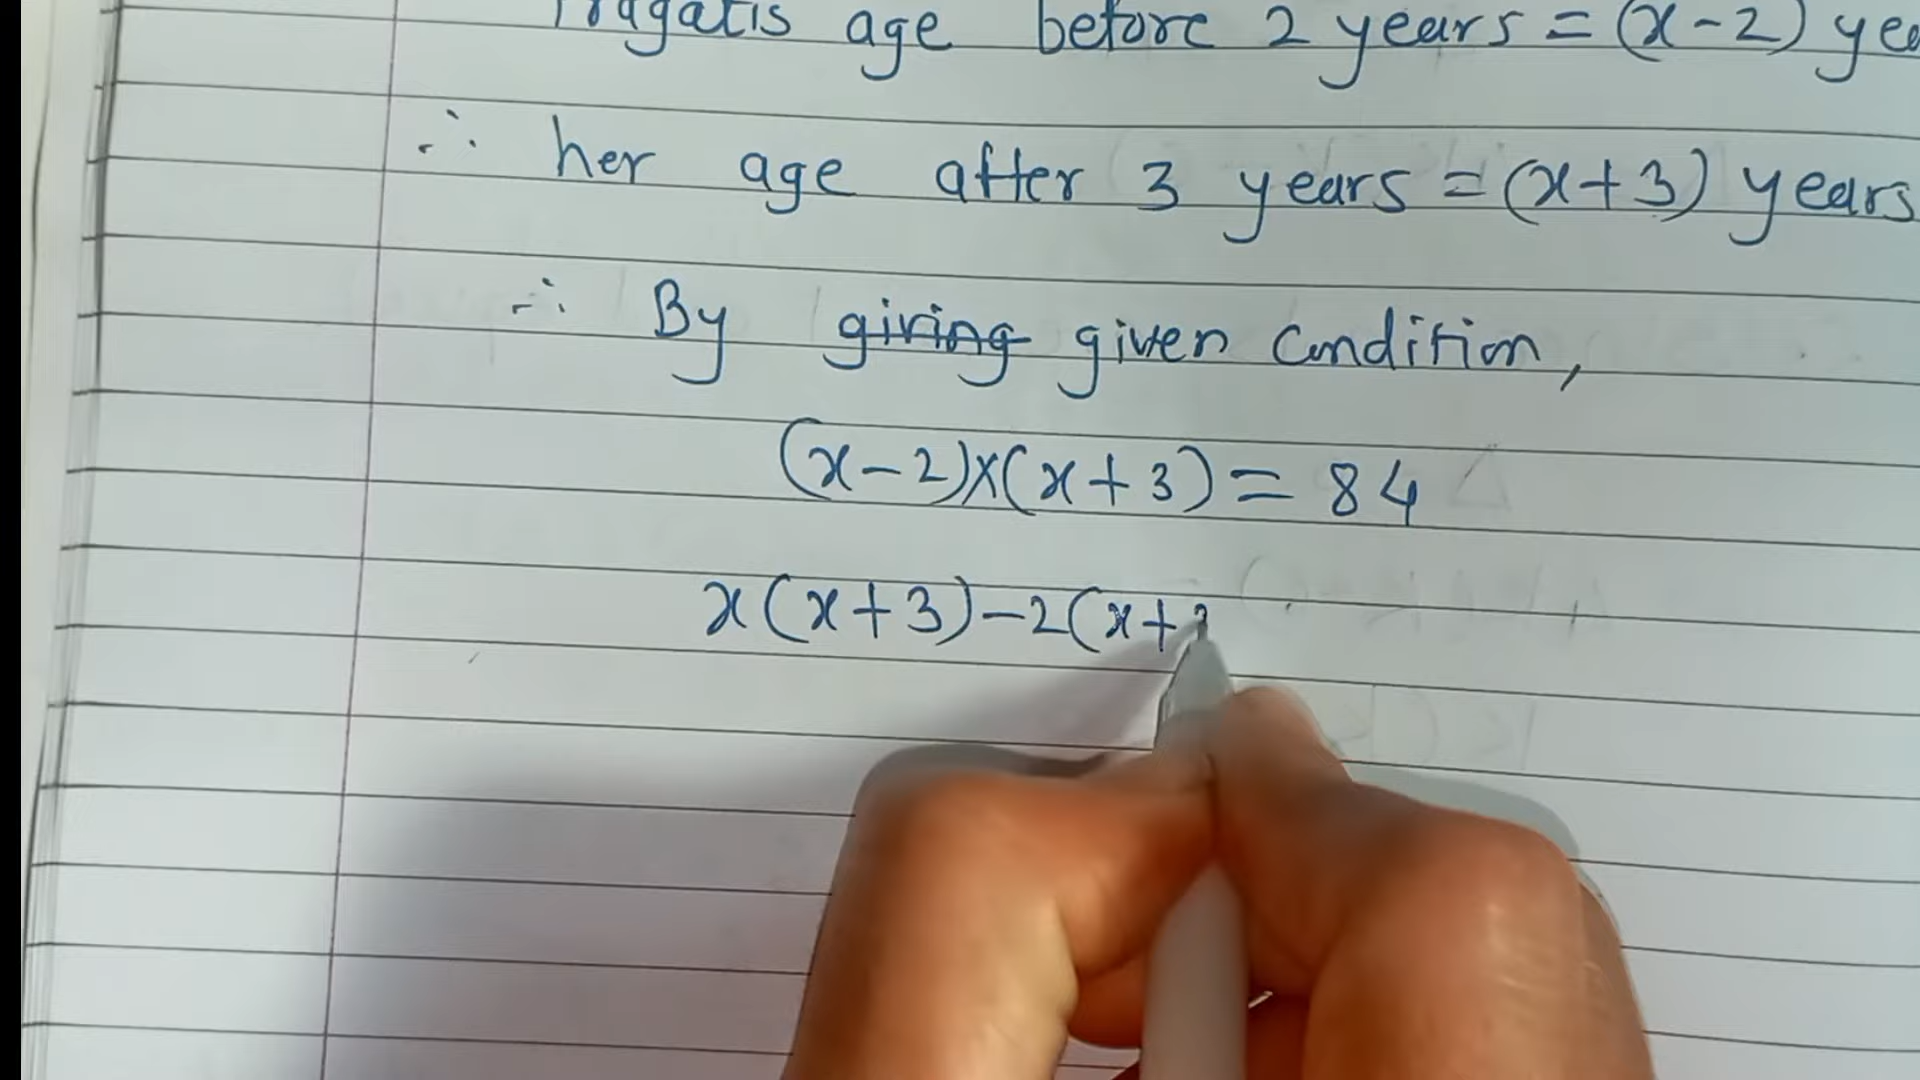 age before 2 years = (x-2)
∴ her age after 3 years = (x+3) years
∴ By giving given condition,
(x-2)×(x+3) = 84
x(x+3)-2(x+